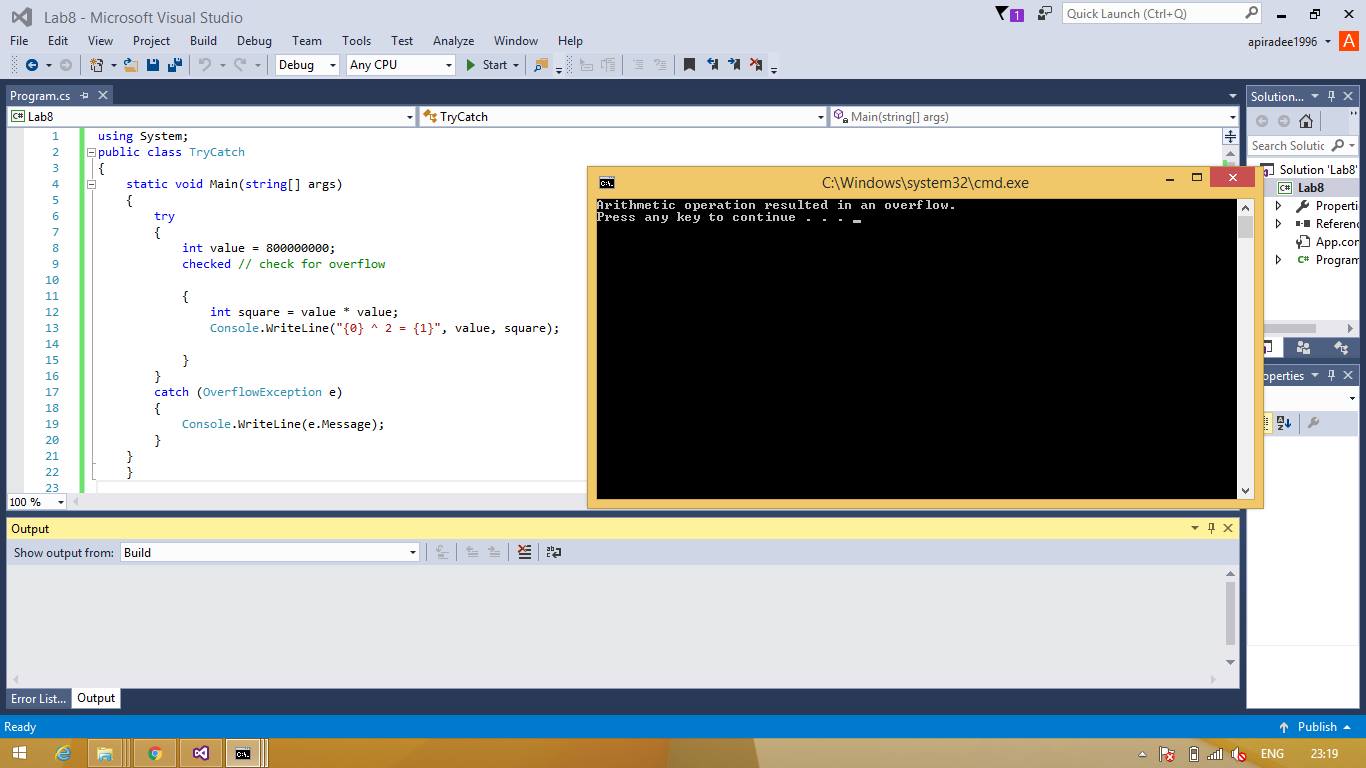 Lab8 - Microsoft Visual Studio
1
Quick Launch (Ctrl+Q)
File Edit View Project Build Debug Team Tools Test Analyze Window Help
apiradee1996 A
Debug Any CPU Start
Program.cs
Solution...
C# Lab8 TryCatch Main(string[] args)
1 using System;
2 public class TryCatch
3 {
4 static void Main(string[] args)
5 {
6 try
7 {
8 int value = 800000000;
9 checked // check for overflow
10
11 {
12 int square = value * value;
13 Console.WriteLine("{0} ^ 2 = {1}", value, square);
14
15 }
16 }
17 catch (OverflowException e)
18 {
19 Console.WriteLine(e.Message);
20 }
21 }
22 }
23
100 %
C:\Windows\system32\cmd.exe
Arithmetic operation resulted in an overflow.
Press any key to continue . . . _
Search Solutic
Solution 'Lab8'
C# Lab8
Properti
Referenc
App.con
C# Program
operties
Output
Show output from: Build
Error List... Output
Ready
Publish
ENG 23:19